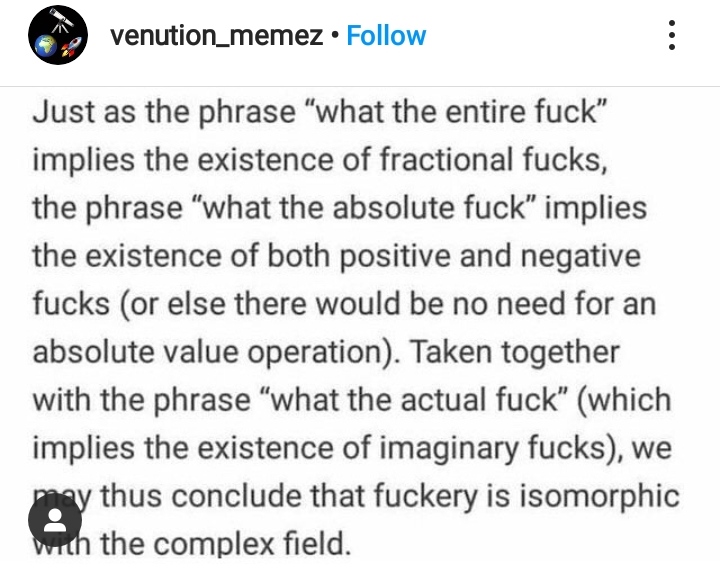 venution_memez • Follow
Just as the phrase “what the entire fuck”
implies the existence of fractional fucks,
the phrase “what the absolute fuck” implies
the existence of both positive and negative
fucks (or else there would be no need for an
absolute value operation). Taken together
with the phrase “what the actual fuck” (which
implies the existence of imaginary fucks), we
may thus conclude that fuckery is isomorphic
with the complex field.